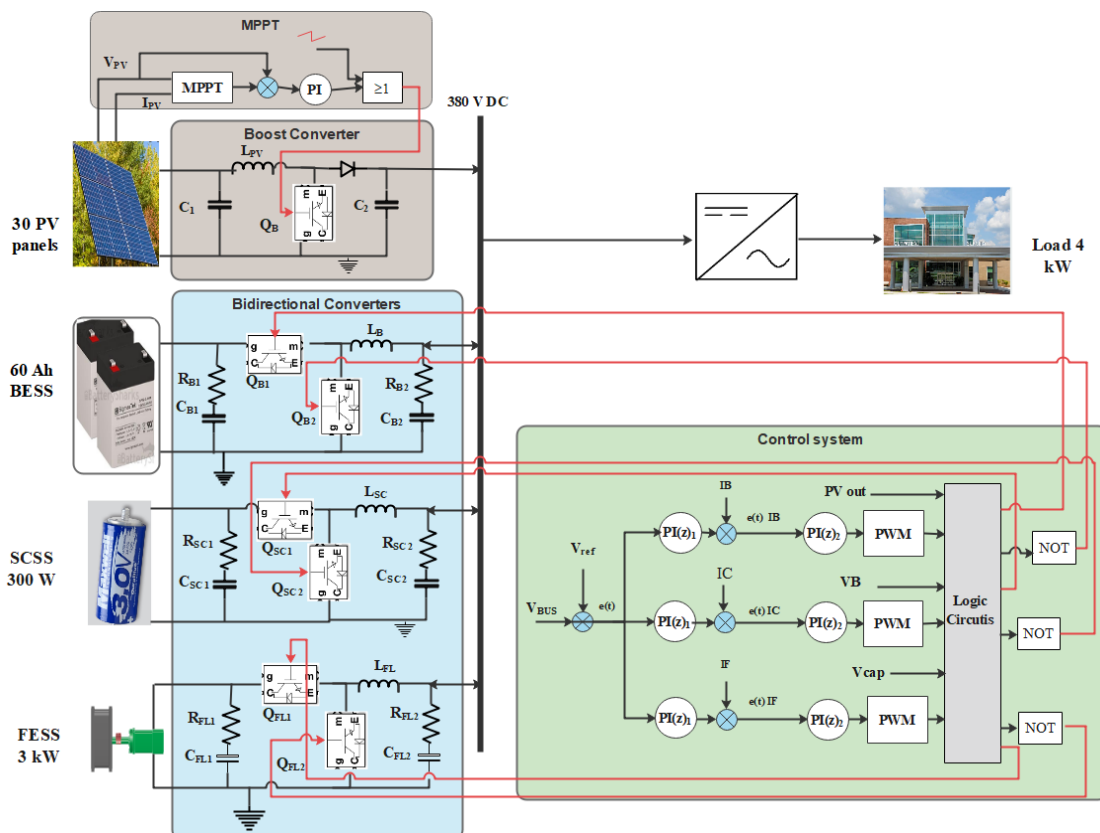 MPPT
V_PV
I_PV
MPPT
PI
≥1
380 V DC
Boost Converter
L_PV
C_1
Q_B
m
E
g
C
C_2
30 PV
panels
Load 4
kW
Bidirectional Converters
60 Ah
BESS
L_B
g
m
C
E
Q_B1
R_B1
C_B1
m
E
g
C
Q_B2
R_B2
C_B2
SCSS
300 W
3.0V
L_SC
g
m
C
E
Q_SC1
R_SC1
C_SC1
m
E
g
C
Q_SC2
R_SC2
C_SC2
FESS
3 kW
L_FL
g
m
C
E
Q_FL1
R_FL1
C_FL1
m
E
g
C
Q_FL2
R_FL2
C_FL2
Control system
V_BUS
V_ref
e(t)
PI(z)_1
IB
e(t) IB
PI(z)_2
PWM
PV out
PI(z)_1
IC
e(t) IC
PI(z)_2
PWM
VB
PI(z)_1
IF
e(t) IF
PI(z)_2
PWM
Vcap
Logic
Circutis
NOT
NOT
NOT